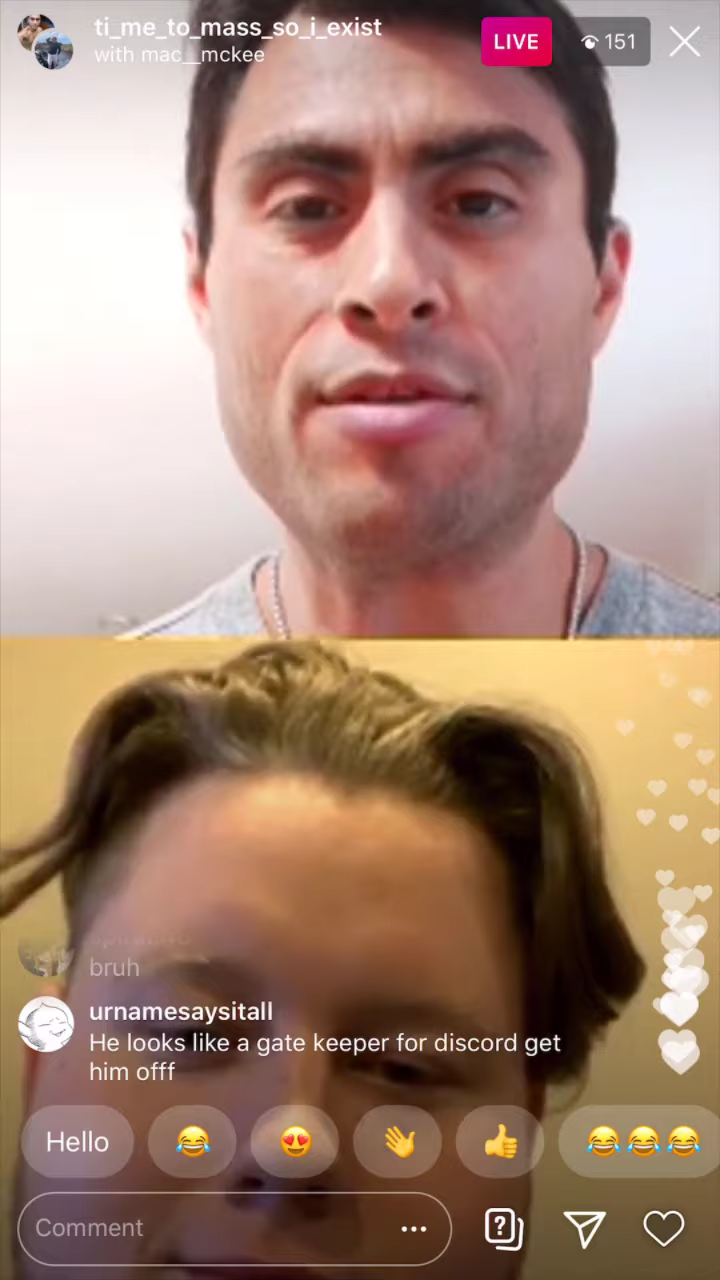 ti_me_to_mass_so_i_exist
with mac__mckee
LIVE
151
bruh
urnamesaysitall
He looks like a gate keeper for discord get
him offf
Hello
Comment